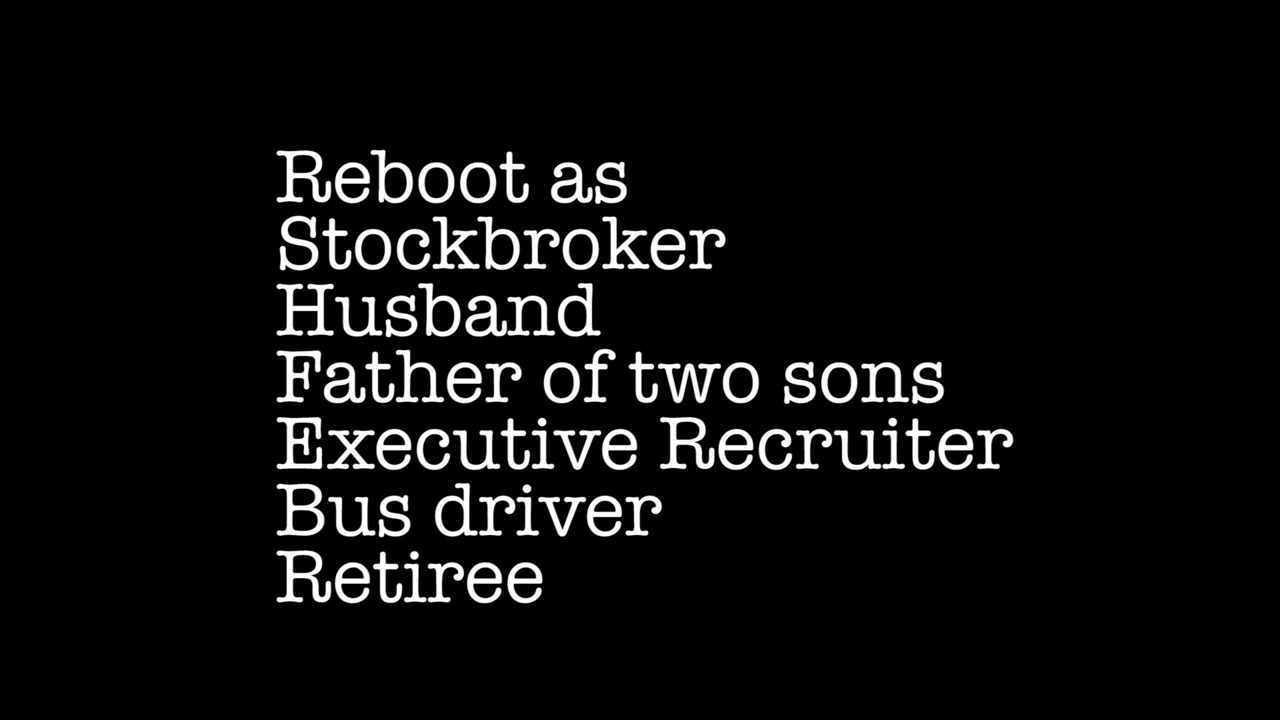 Reboot as
Stockbroker
Husband
Father of two sons
Executive Recruiter
Bus driver
Retiree